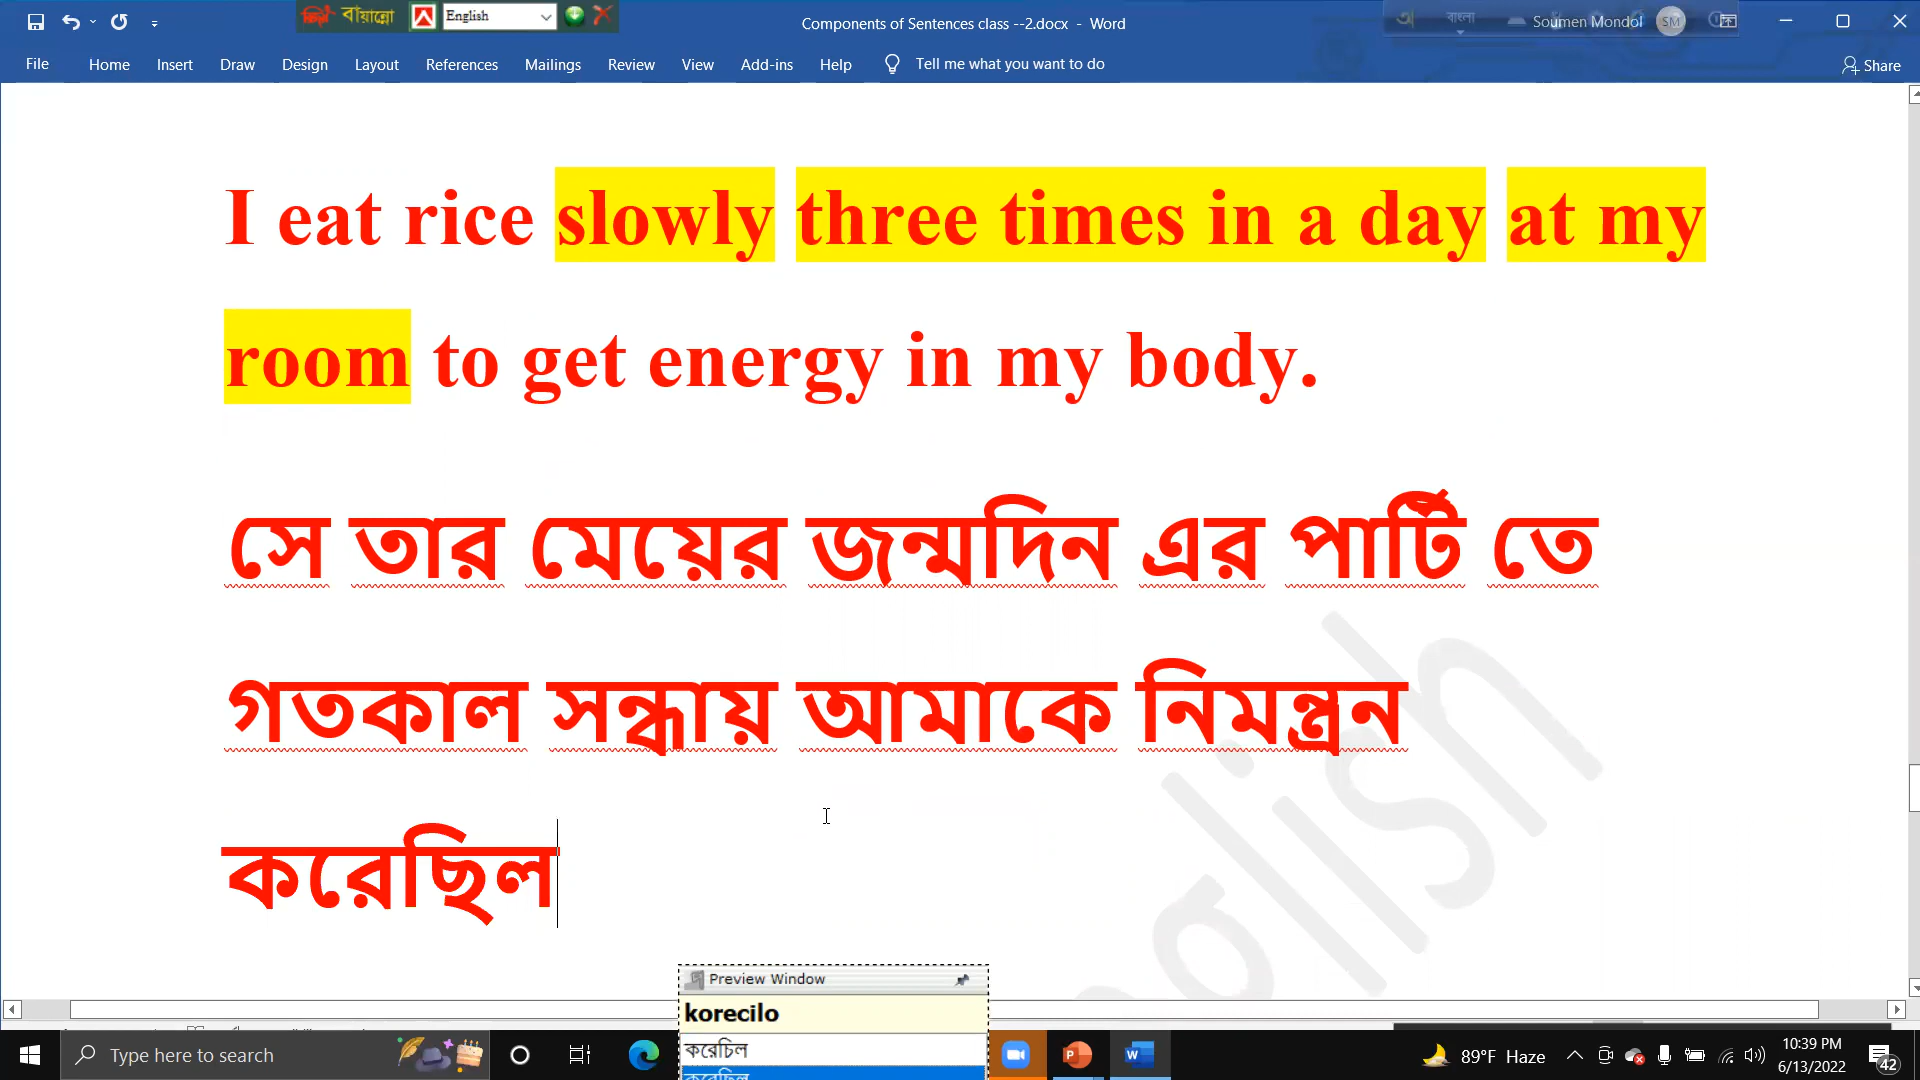 বায়ান্নো English
Components of Sentences class --2.docx - Word
বাংলা
Soumen Mondol SM
File Home Insert Draw Design Layout References Mailings Review View Add-ins Help Tell me what you want to do Share
I eat rice slowly three times in a day at my
room to get energy in my body.
সে তার মেয়ের জন্মদিন এর পার্টি তে
গতকাল সন্ধায় আমাকে নিমন্ত্রন
করেছিল
nglish
Preview Window
korecilo
করেচিল
করেছিল
Type here to search
89°F Haze
10:39 PM
6/13/2022
42